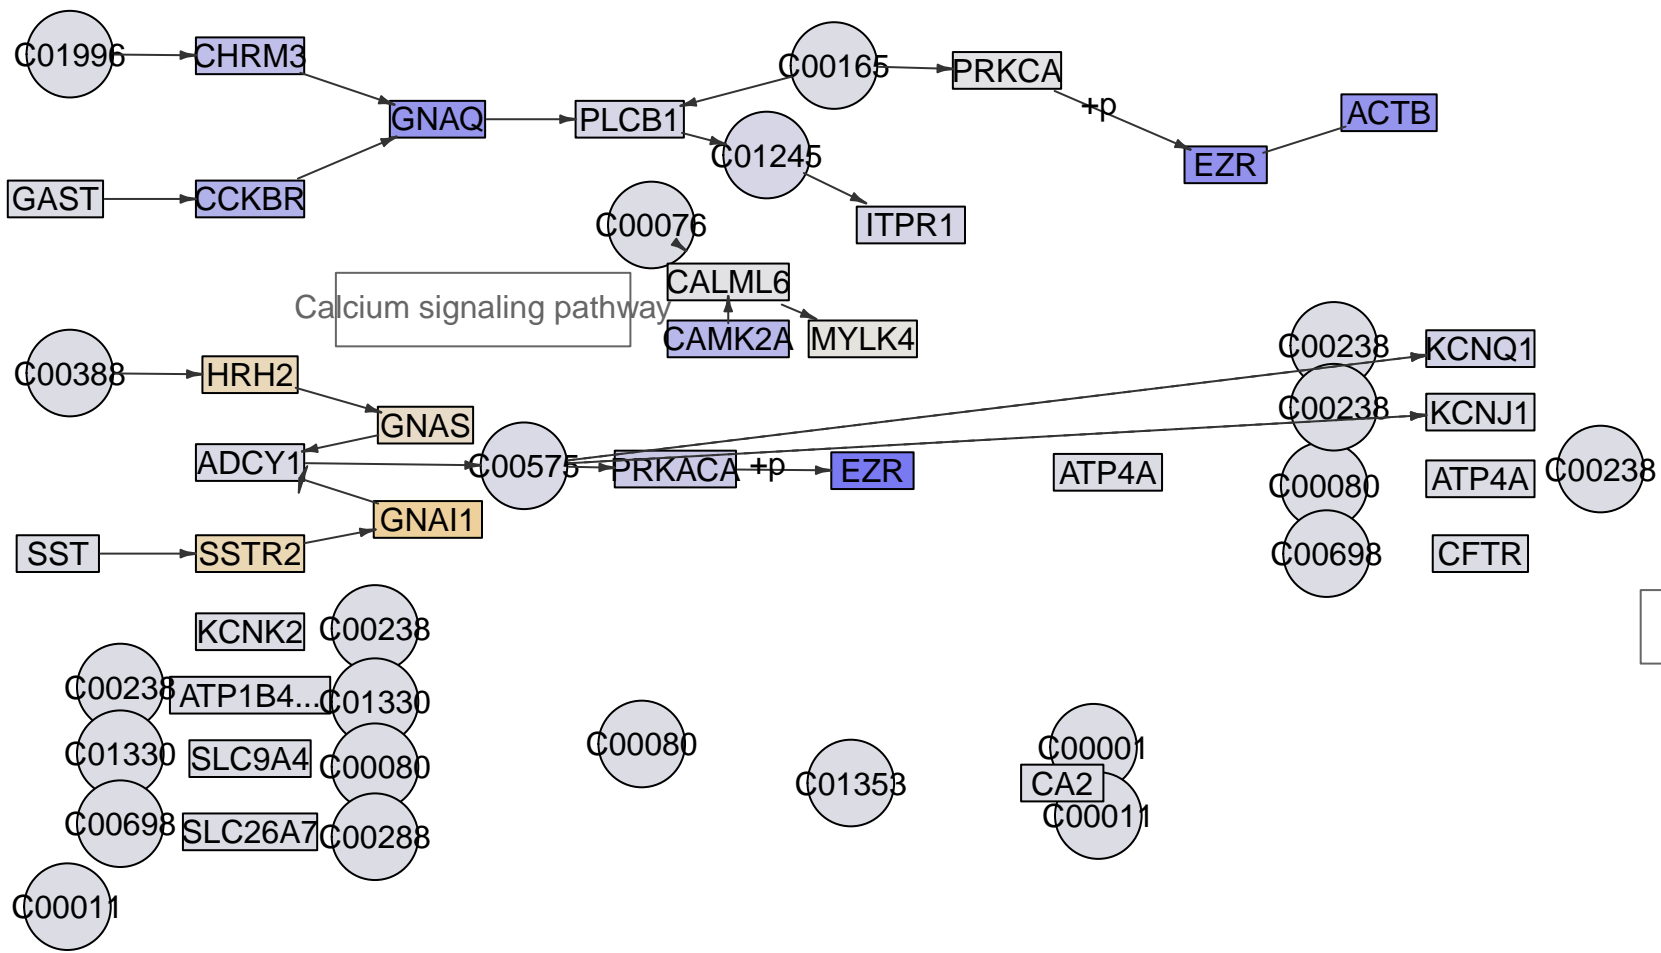 C01996
CHRM3
C00165
PRKCA
+p
ACTB
GNAQ
PLCB1
C01245
EZR
GAST
CCKBR
C00076
ITPR1
CALML6
Calcium signaling pathway
CAMK2A
MYLK4
C00238
KCNQ1
C00388
HRH2
C00238
KCNJ1
GNAS
ADCY1
C00575
PRKACA
+p
EZR
ATP4A
C00080
ATP4A
C00238
GNAI1
SST
SSTR2
C00698
CFTR
KCNK2
C00238
C00238
ATP1B4...
C01330
C01330
SLC9A4
C00080
C00080
C01353
C00001
CA2
C00011
C00698
SLC26A7
C00288
C00011